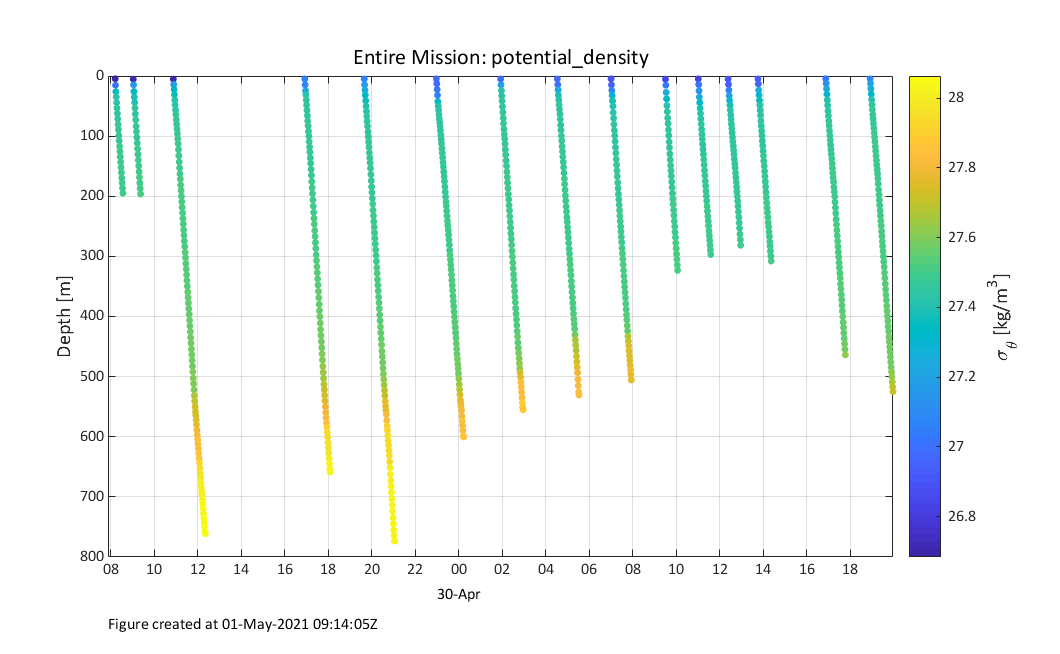 Entire Mission: potential_density
0
100
200
300
400
500
600
700
800
Depth [m]
08 10 12 14 16 18 20 22 00 02 04 06 08 10 12 14 16 18
30-Apr
28
27.8
27.6
27.4
27.2
27
26.8
σθ [kg/m³]
Figure created at 01-May-2021 09:14:05Z